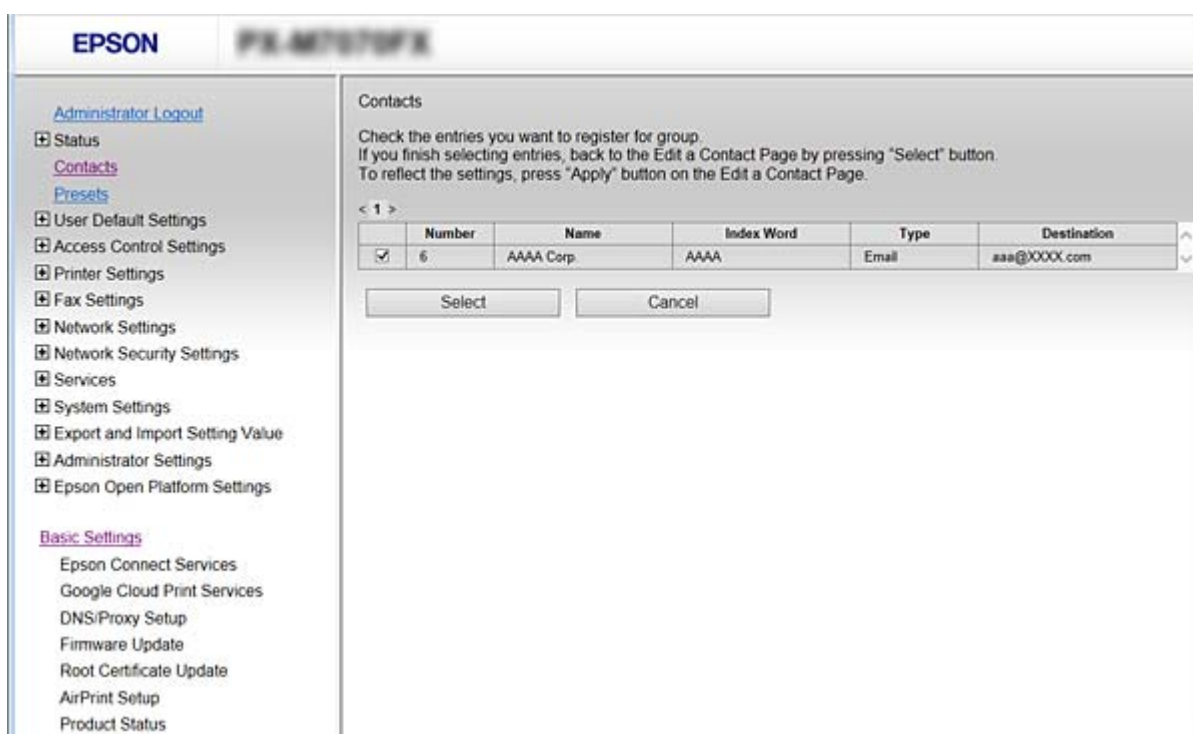 EPSON
Administrator Logout
Status
Contacts
Presets
User Default Settings
Access Control Settings
Printer Settings
Fax Settings
Network Settings
Network Security Settings
Services
System Settings
Export and Import Setting Value
Administrator Settings
Epson Open Platform Settings
Basic Settings
Epson Connect Services
Google Cloud Print Services
DNS/Proxy Setup
Firmware Update
Root Certificate Update
AirPrint Setup
Product Status
Contacts
Check the entries you want to register for group.
If you finish selecting entries, back to the Edit a Contact Page by pressing "Select" button.
To reflect the settings, press "Apply" button on the Edit a Contact Page.
< 1 >
Number Name Index Word Type Destination
6 AAAA Corp. AAAA Email aaa@XXXX.com
Select Cancel